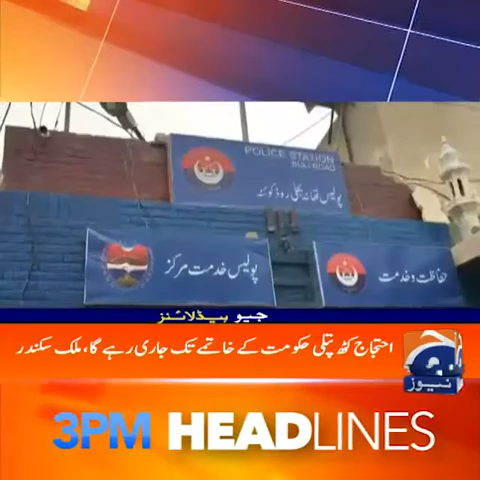 POLICE STATION
BIJLI ROAD
پولیس تھانہ بجلی روڈ کوئٹہ
پولیس خدمت مرکز
حفاظت و خدمت
جیو ہیڈلائنز
احتجاج کٹھ پتلی حکومت کے خاتمے تک جاری رہے گا، ملک سکندر
نیوز
3PM HEADLINES